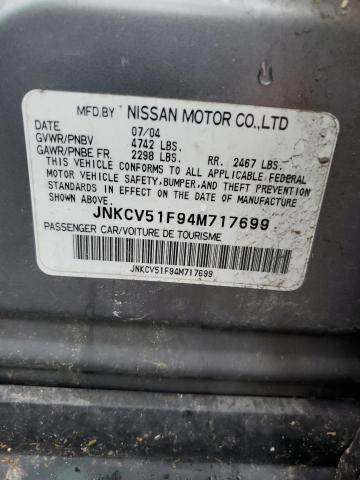 MFD.BY NISSAN MOTOR CO.,LTD
DATE 07/04
GVWR/PNBV 4742 LBS.
GAWR/PNBE FR. 2298 LBS. RR. 2467 LBS.
THIS VEHICLE CONFORMS TO ALL APPLICABLE FEDERAL
MOTOR VEHICLE SAFETY, BUMPER, AND THEFT PREVENTION
STANDARDS IN EFFECT ON THE DATE OF MANUFACTURE
SHOWN ABOVE.
JNKCV51F94M717699
PASSENGER CAR/VOITURE DE TOURISME
JNKCV51F94M717699